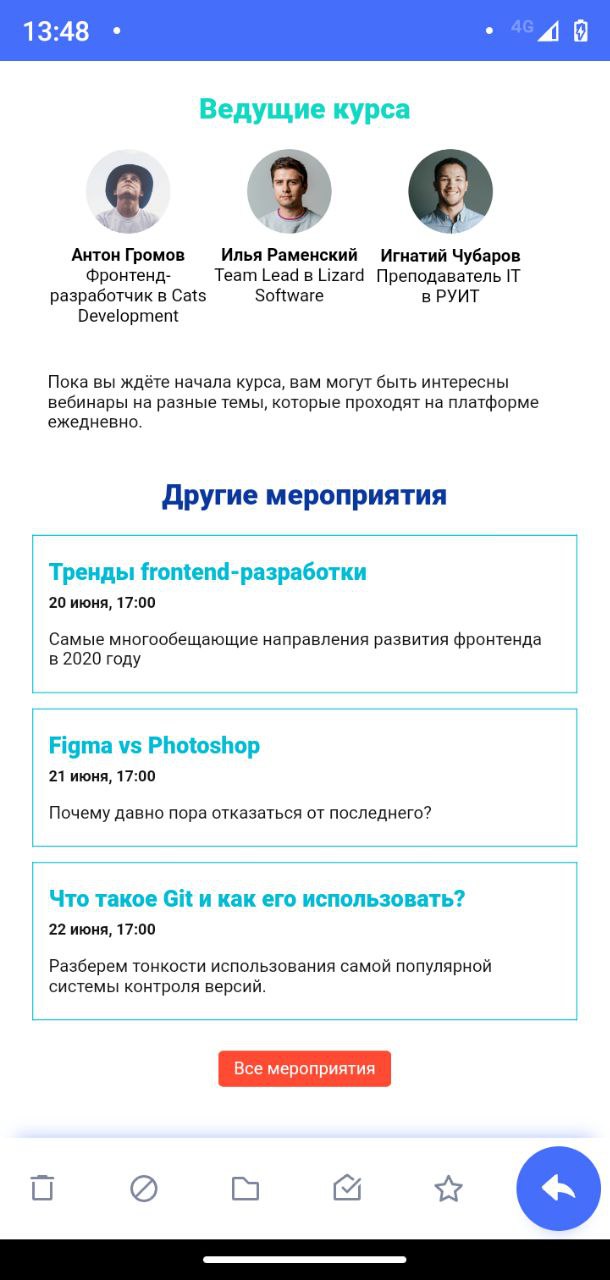 13:48
4G
Ведущие курса
Антон Громов
Фронтенд-
разработчик в Cats
Development
Илья Раменский
Team Lead в Lizard
Software
Игнатий Чубаров
Преподаватель IT
в РУИТ
Пока вы ждёте начала курса, вам могут быть интересны
вебинары на разные темы, которые проходят на платформе
ежедневно.
Другие мероприятия
Тренды frontend-разработки
20 июня, 17:00
Самые многообещающие направления развития фронтенда
в 2020 году
Figma vs Photoshop
21 июня, 17:00
Почему давно пора отказаться от последнего?
Что такое Git и как его использовать?
22 июня, 17:00
Разберем тонкости использования самой популярной
системы контроля версий.
Все мероприятия